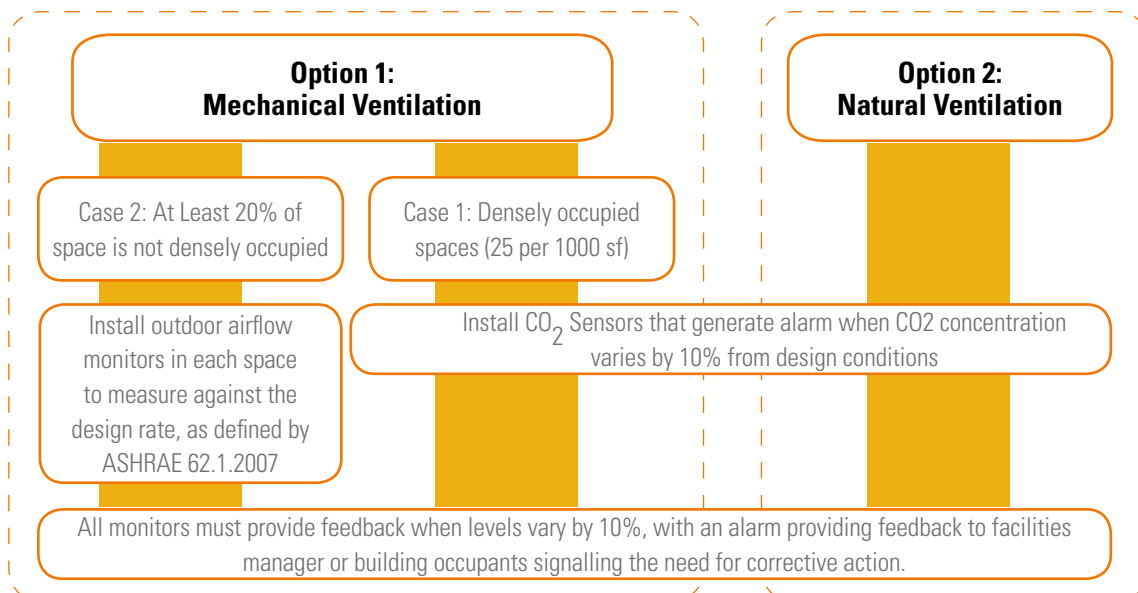 Option 1:
Mechanical Ventilation
Option 2:
Natural Ventilation
Case 2: At Least 20% of
space is not densely occupied
Case 1: Densely occupied
spaces (25 per 1000 sf)
Install outdoor airflow
monitors in each space
to measure against the
design rate, as defined by
ASHRAE 62.1.2007
Install CO₂ Sensors that generate alarm when CO2 concentration
varies by 10% from design conditions
All monitors must provide feedback when levels vary by 10%, with an alarm providing feedback to facilities
manager or building occupants signalling the need for corrective action.